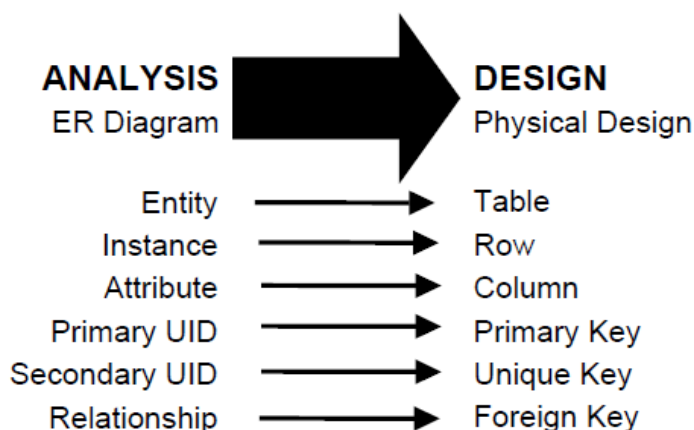 ANALYSIS DESIGN
ER Diagram Physical Design
Entity Table
Instance Row
Attribute Column
Primary UID Primary Key
Secondary UID Unique Key
Relationship Foreign Key